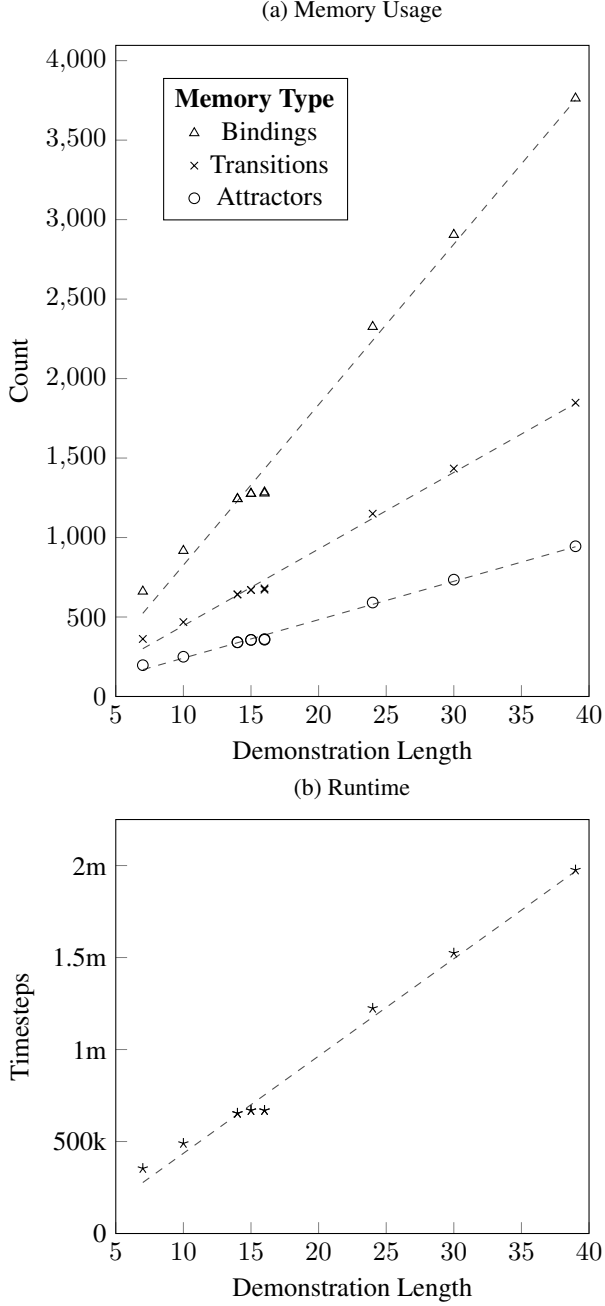 (a) Memory Usage
4,000
3,500
3,000
2,500
2,000
1,500
1,000
500
0
Count
Memory Type
Bindings
Transitions
Attractors
5 10 15 20 25 30 35 40
Demonstration Length
(b) Runtime
2m
1.5m
1m
500k
0
Timesteps
5 10 15 20 25 30 35 40
Demonstration Length